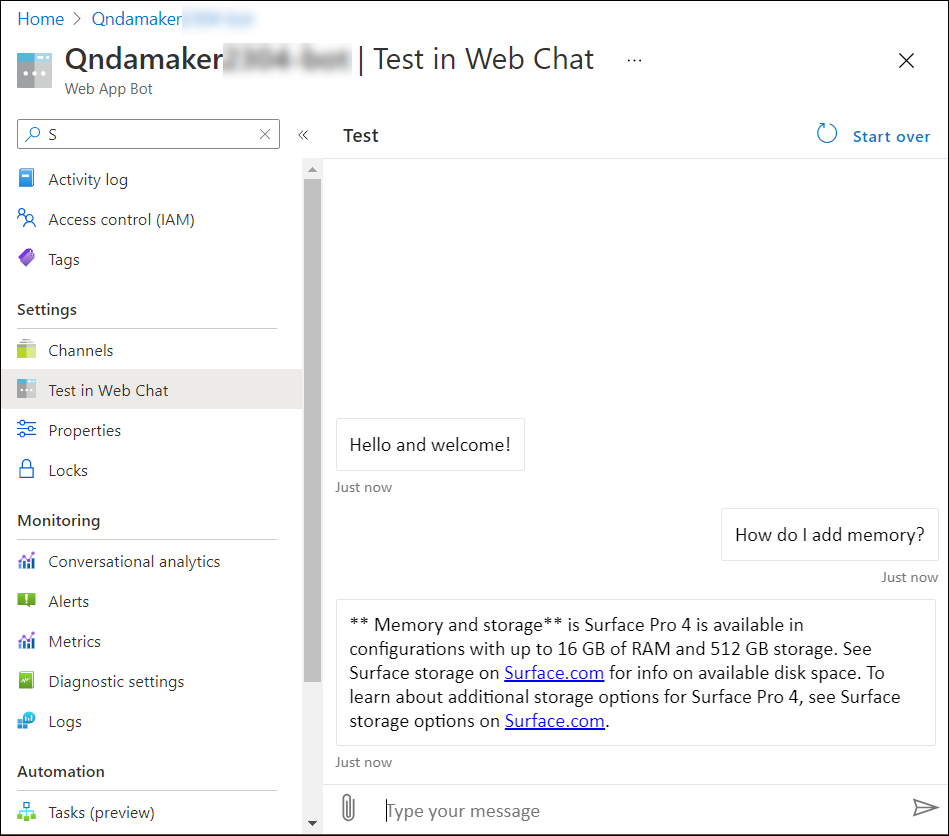 Home > Qndamaker
Qndamaker | Test in Web Chat ...
Web App Bot
S
«
Test
Start over
Activity log
Access control (IAM)
Tags
Settings
Channels
Test in Web Chat
Properties
Locks
Monitoring
Conversational analytics
Alerts
Metrics
Diagnostic settings
Logs
Automation
Tasks (preview)
Hello and welcome!
Just now
How do I add memory?
Just now
** Memory and storage** is Surface Pro 4 is available in
configurations with up to 16 GB of RAM and 512 GB storage. See
Surface storage on Surface.com for info on available disk space. To
learn about additional storage options for Surface Pro 4, see Surface
storage options on Surface.com.
Just now
Type your message